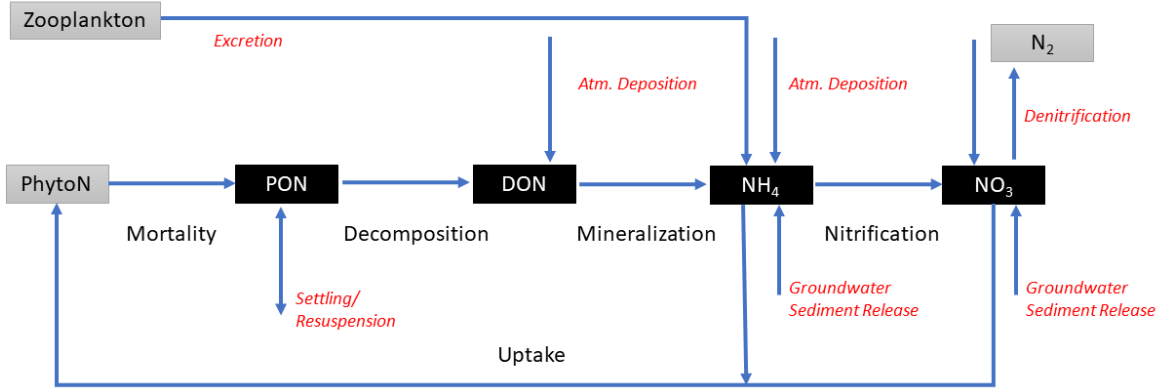 Zooplankton
Excretion
N₂
Atm. Deposition
Atm. Deposition
Denitrification
PhytoN
PON
DON
NH₄
NO₃
Mortality
Decomposition
Mineralization
Nitrification
Settling/
Resuspension
Groundwater
Sediment Release
Groundwater
Sediment Release
Uptake